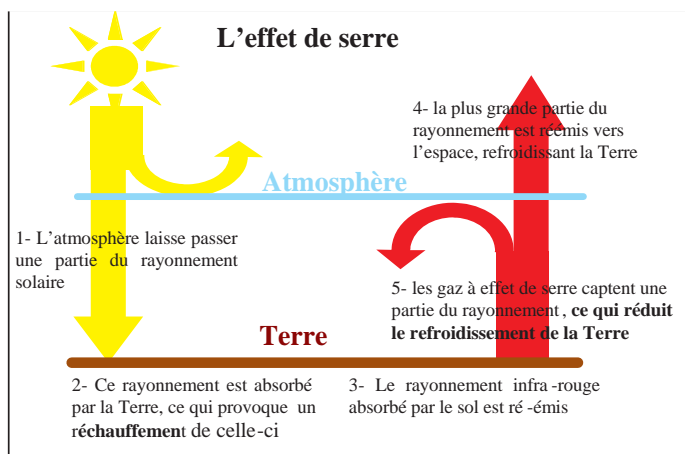 L'effet de serre
4- la plus grande partie du
rayonnement est réémis vers
l'espace, refroidissant la Terre
Atmosphère
1- L'atmosphère laisse passer
une partie du rayonnement
solaire
5- les gaz à effet de serre captent une
partie du rayonnement , ce qui réduit
le refroidissement de la Terre
Terre
2- Ce rayonnement est absorbé
par la Terre, ce qui provoque un
réchauffement de celle-ci
3- Le rayonnement infra -rouge
absorbé par le sol est ré -émis